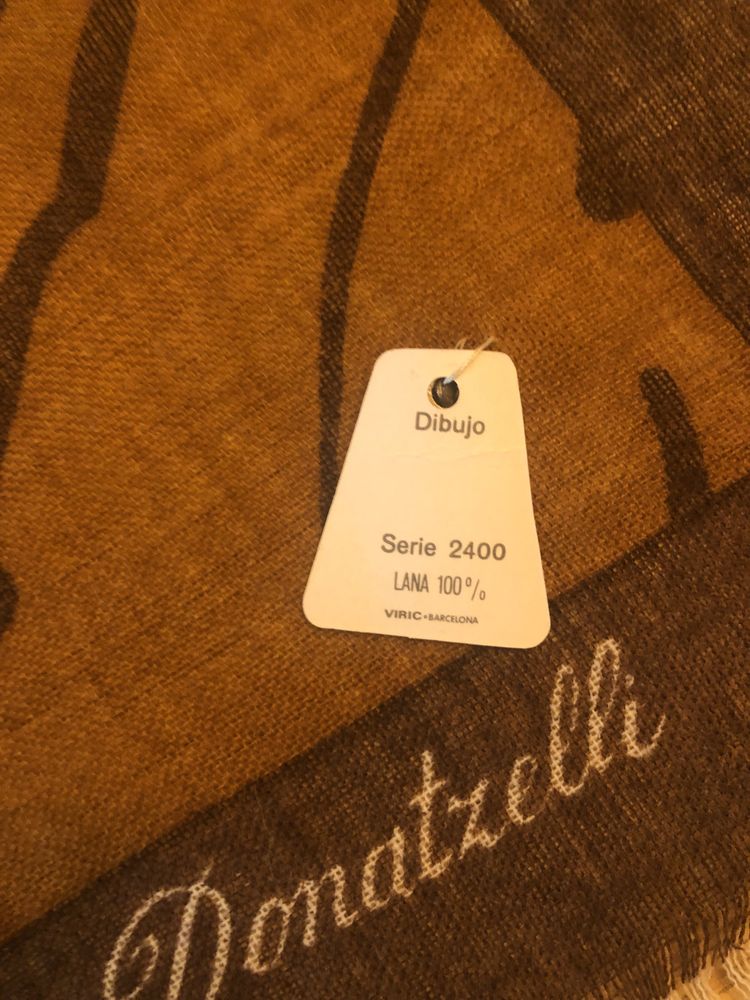 Dibujo
Serie 2400
LANA 100%
VIRIC-BARCELONA
Donatzelli